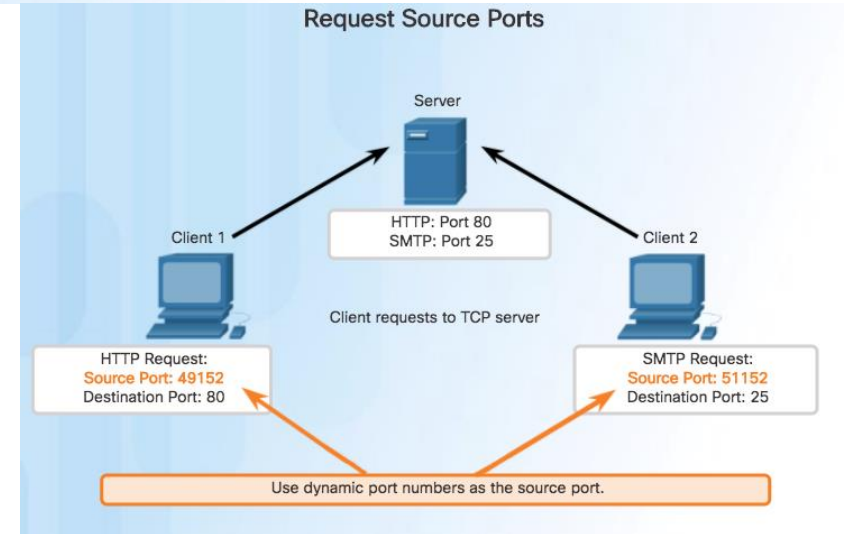 Request Source Ports
Server
HTTP: Port 80
SMTP: Port 25
Client 1
Client 2
Client requests to TCP server
HTTP Request:
Source Port: 49152
Destination Port: 80
SMTP Request:
Source Port: 51152
Destination Port: 25
Use dynamic port numbers as the source port.